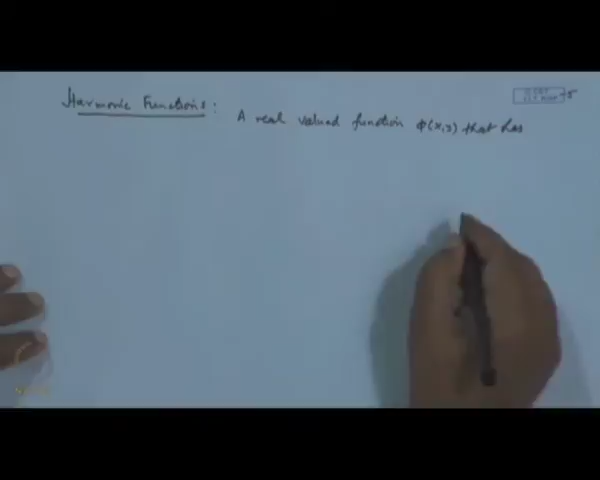 Harmonic Functions: A real valued function φ(x,y) that has